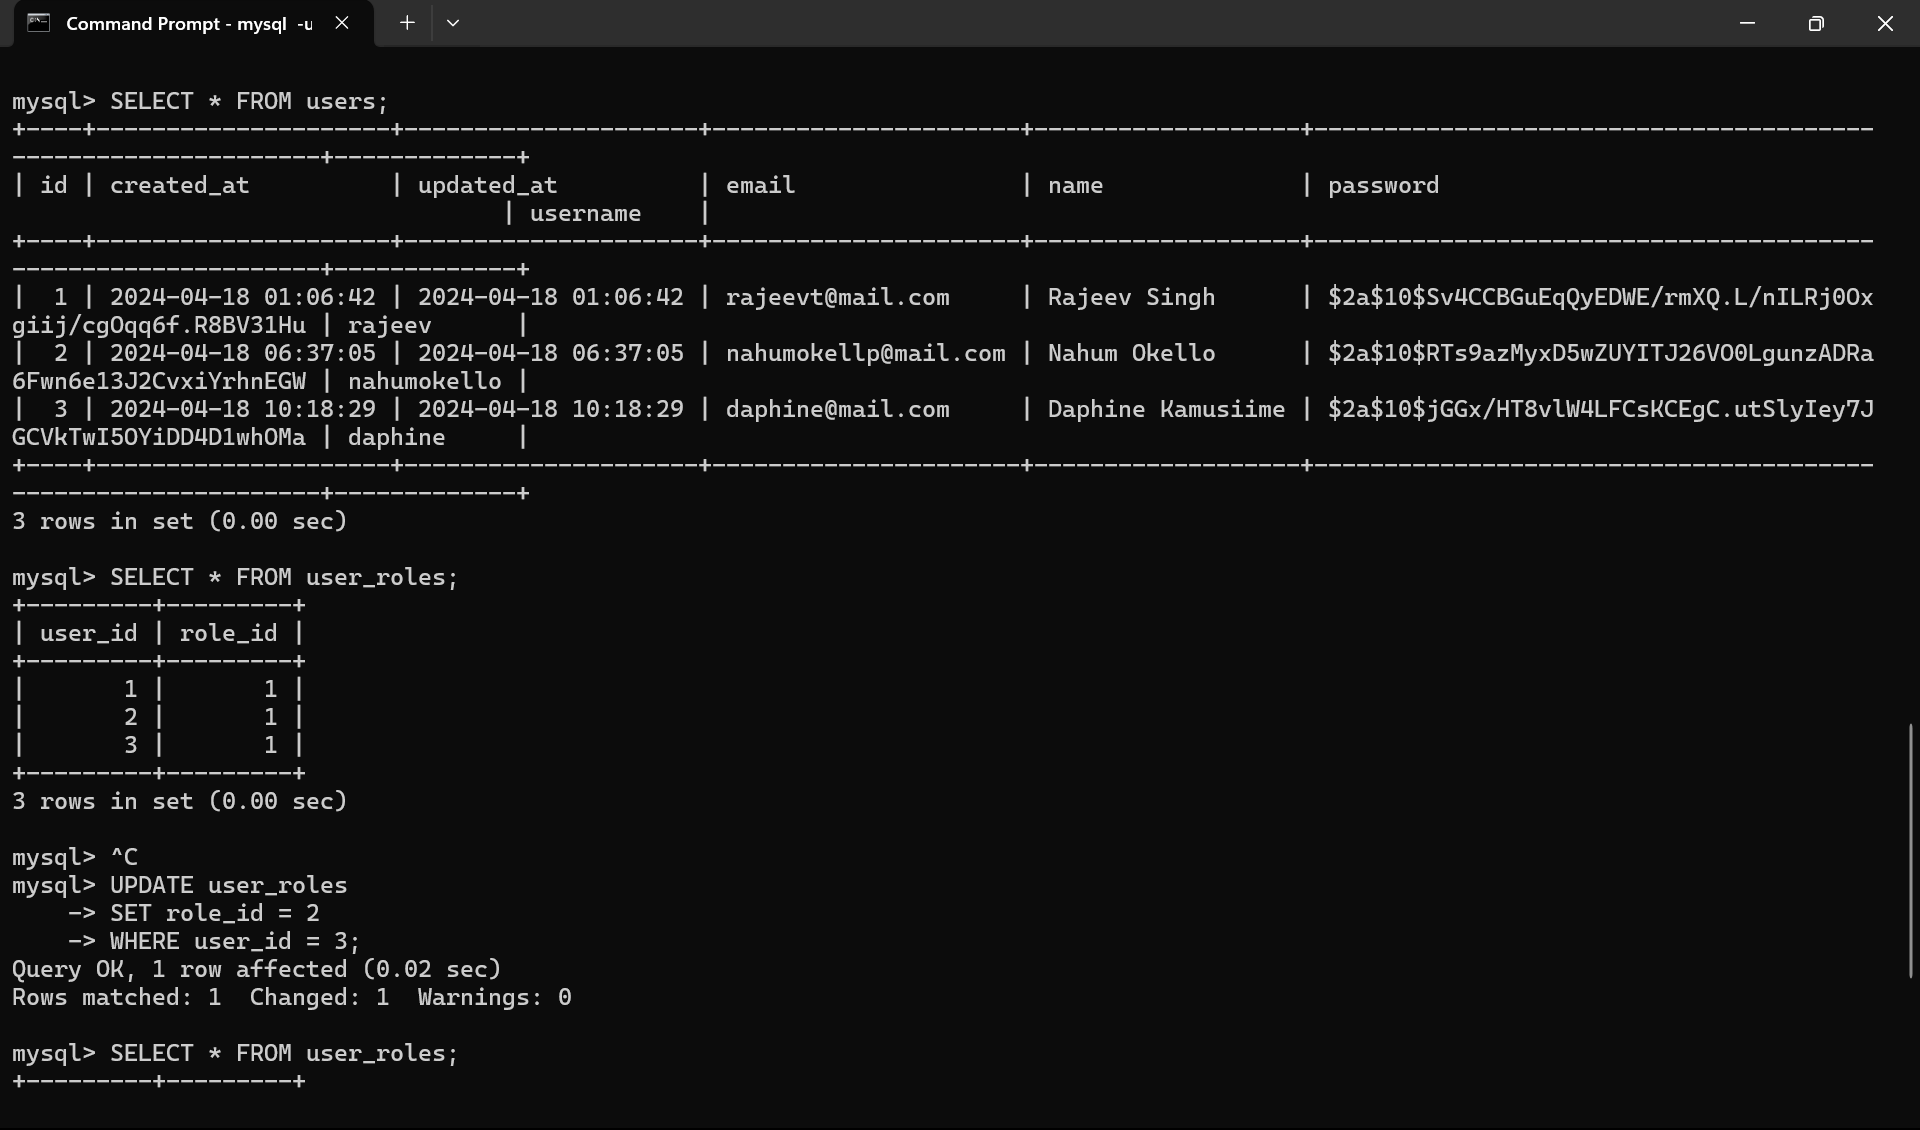 Command Prompt - mysql -u
mysql> SELECT * FROM users;
+----+---------------------+---------------------+----------------------+-------------------+----------------------------------------
----------------------+-------------+
| id | created_at          | updated_at          | email                | name              | password
                                   | username    |
+----+---------------------+---------------------+----------------------+-------------------+----------------------------------------
----------------------+-------------+
|  1 | 2024-04-18 01:06:42 | 2024-04-18 01:06:42 | rajeevt@mail.com     | Rajeev Singh      | $2a$10$Sv4CCBGuEqQyEDWE/rmXQ.L/nILRj0Ox
giij/cgOqq6f.R8BV31Hu | rajeev      |
|  2 | 2024-04-18 06:37:05 | 2024-04-18 06:37:05 | nahumokellp@mail.com | Nahum Okello      | $2a$10$RTs9azMyxD5wZUYITJ26VO0LgunzADRa
6Fwn6e13J2CvxiYrhnEGW | nahumokello |
|  3 | 2024-04-18 10:18:29 | 2024-04-18 10:18:29 | daphine@mail.com     | Daphine Kamusiime | $2a$10$jGGx/HT8vlW4LFCsKCEgC.utSlyIey7J
GCVkTwI5OYiDD4D1whOMa | daphine     |
+----+---------------------+---------------------+----------------------+-------------------+----------------------------------------
----------------------+-------------+
3 rows in set (0.00 sec)
mysql> SELECT * FROM user_roles;
+---------+---------+
| user_id | role_id |
+---------+---------+
|       1 |       1 |
|       2 |       1 |
|       3 |       1 |
+---------+---------+
3 rows in set (0.00 sec)
mysql> ^C
mysql> UPDATE user_roles
    -> SET role_id = 2
    -> WHERE user_id = 3;
Query OK, 1 row affected (0.02 sec)
Rows matched: 1  Changed: 1  Warnings: 0
mysql> SELECT * FROM user_roles;
+---------+---------+